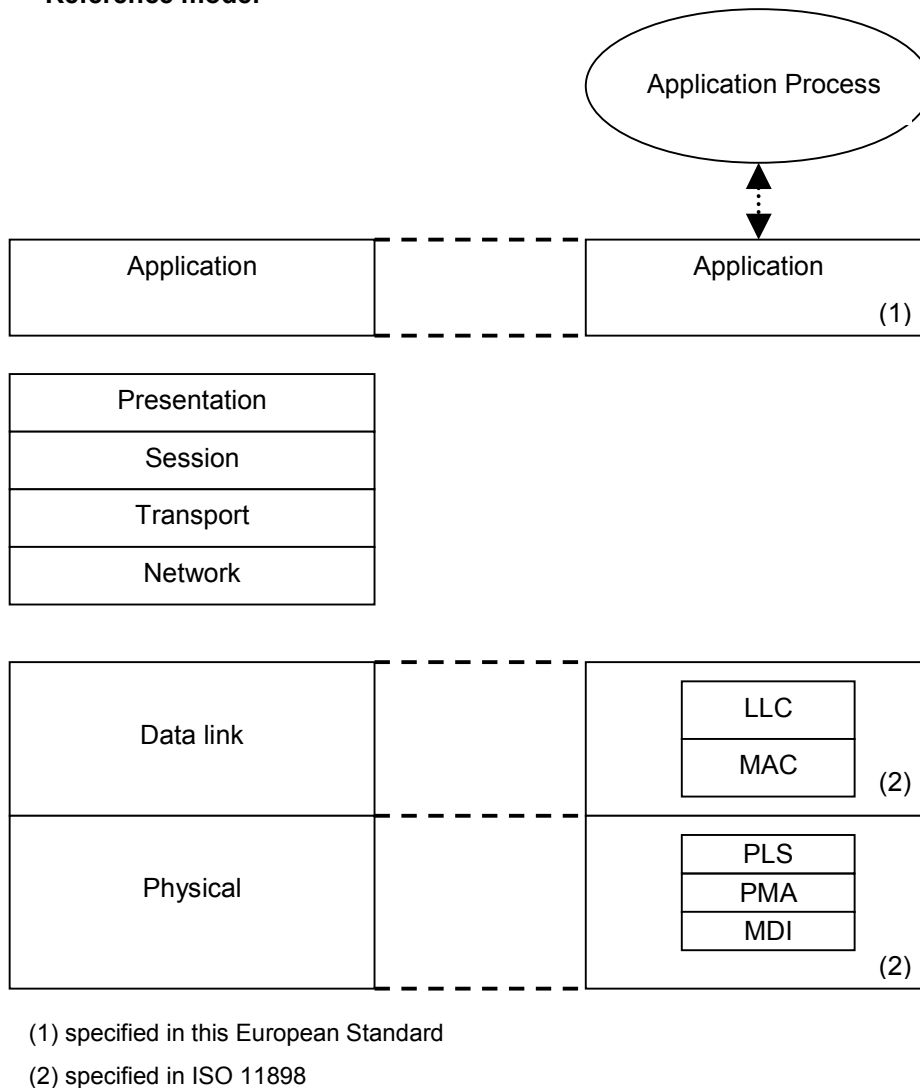 Reference model
Application Process
Application
Application
(1)
Presentation
Session
Transport
Network
Data link
LLC
MAC
(2)
Physical
PLS
PMA
MDI
(2)
(1) specified in this European Standard
(2) specified in ISO 11898